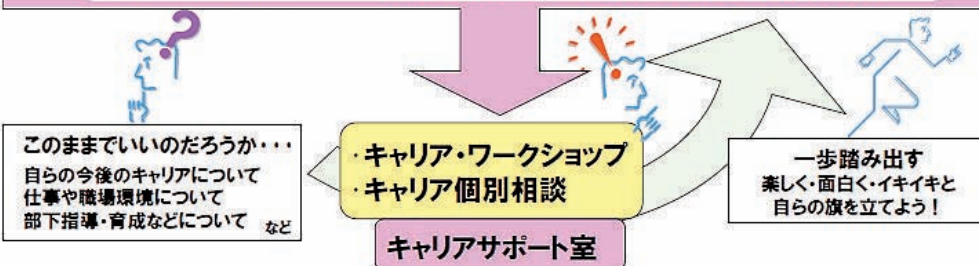 このままでいいのだろうか・・・
自らの今後のキャリアについて
仕事や職場環境について
部下指導・育成などについて など
・キャリア・ワークショップ
・キャリア個別相談
キャリアサポート室
一歩踏み出す
楽しく・面白く・イキイキと
自らの旗を立てよう！